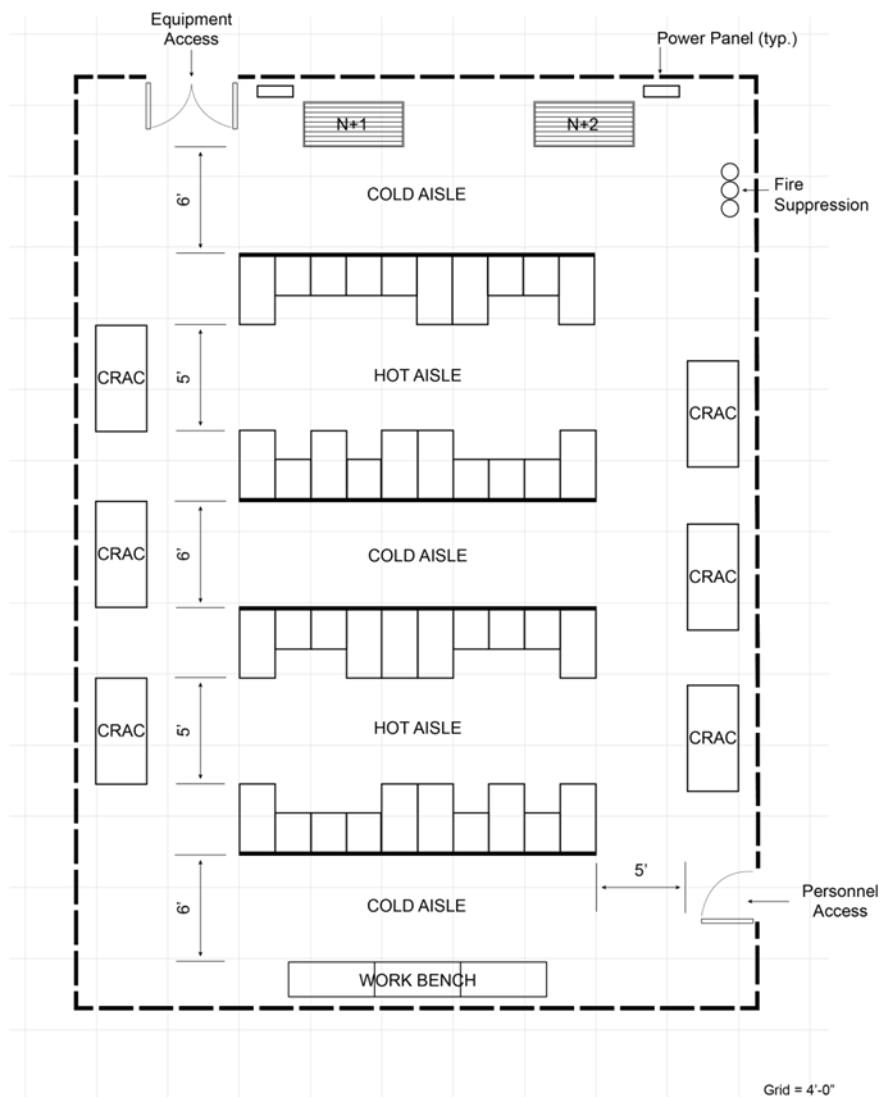 Equipment
Access
Power Panel (typ.)
N+1
N+2
6'
COLD AISLE
Fire
Suppression
CRAC
5'
HOT AISLE
CRAC
CRAC
6'
COLD AISLE
CRAC
CRAC
5'
HOT AISLE
CRAC
5'
6'
COLD AISLE
Personnel
Access
WORK BENCH
Grid = 4'-0"